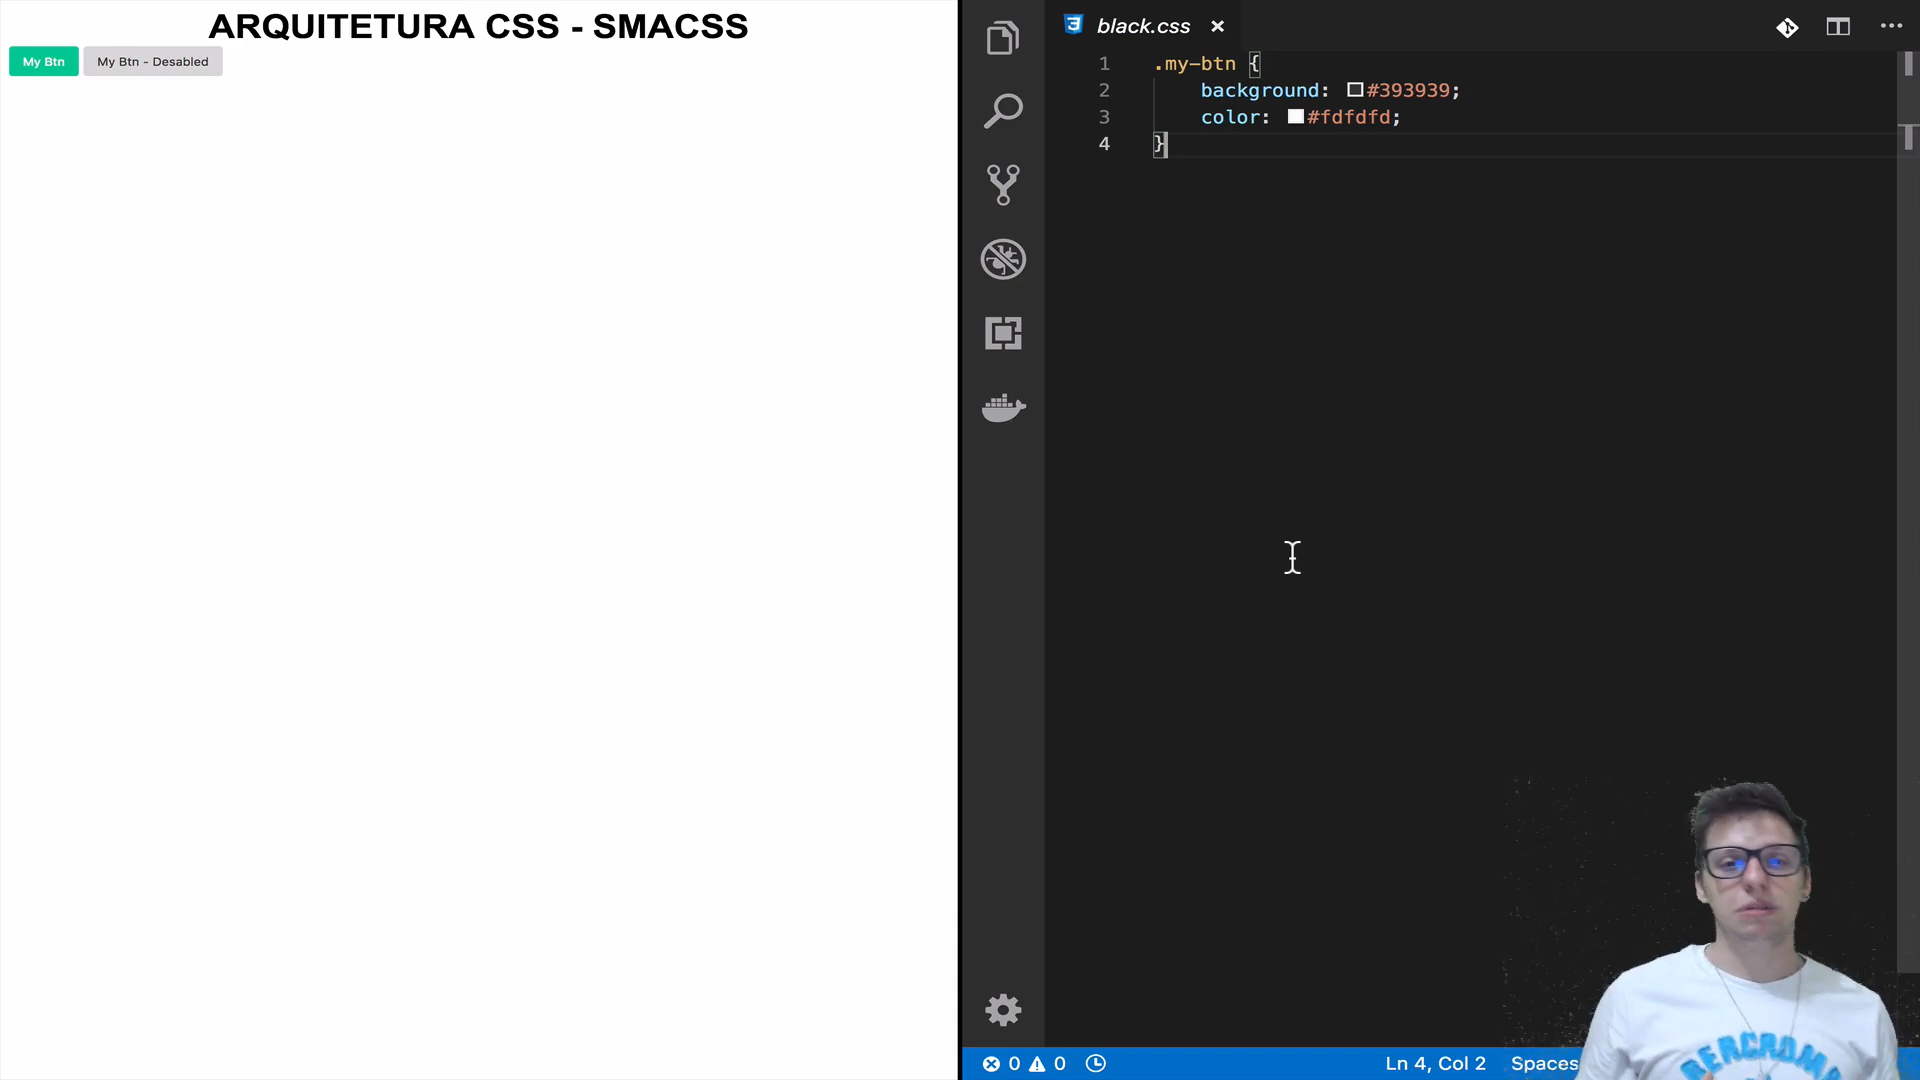 ARQUITETURA CSS - SMACSS
My Btn
My Btn - Desabled
black.css
1 .my-btn {
2 background: #393939;
3 color: #fdfdfd;
4 }
0 0
Ln 4, Col 2
Spaces